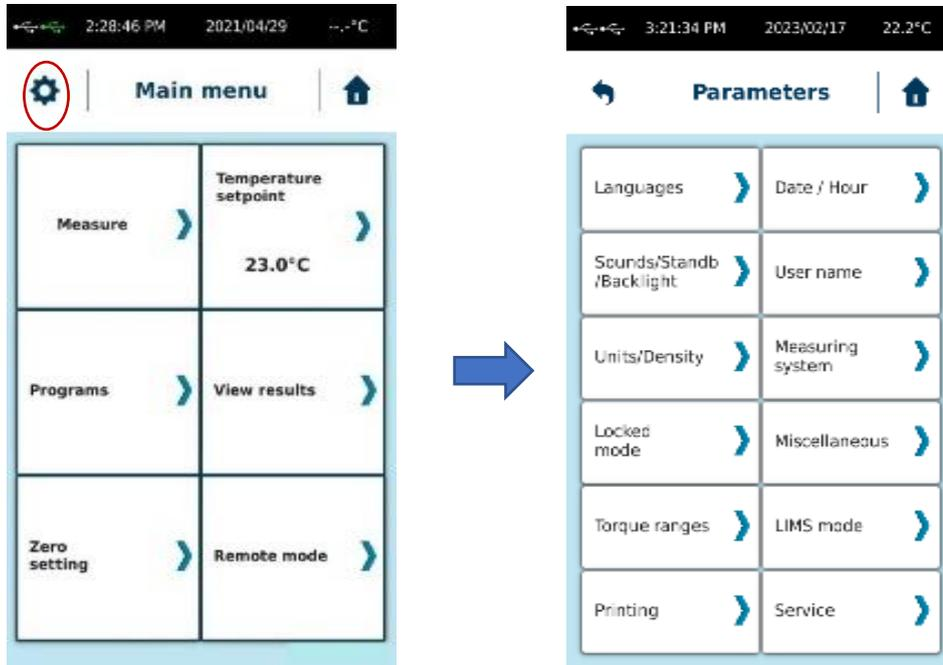 2:28:46 PM 2021/04/29 --.-°C
Main menu
Measure
Temperature
setpoint
23.0°C
Programs
View results
Zero
setting
Remote mode
3:21:34 PM 2023/02/17 22.2°C
Parameters
Languages
Date / Hour
Sounds/Standb
/Backlight
User name
Units/Density
Measuring
system
Locked
mode
Miscellaneous
Torque ranges
LIMS mode
Printing
Service